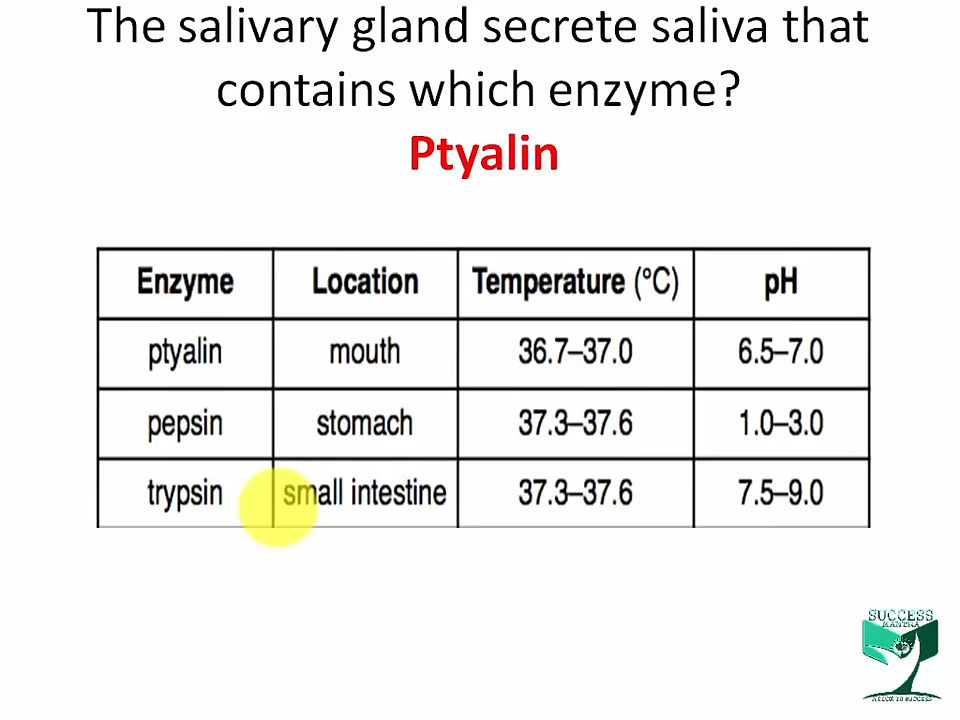 The salivary gland secrete saliva that
contains which enzyme?
Ptyalin
Enzyme Location Temperature (°C) pH
ptyalin mouth 36.7–37.0 6.5–7.0
pepsin stomach 37.3–37.6 1.0–3.0
trypsin small intestine 37.3–37.6 7.5–9.0
SUCCESS
MANTRA